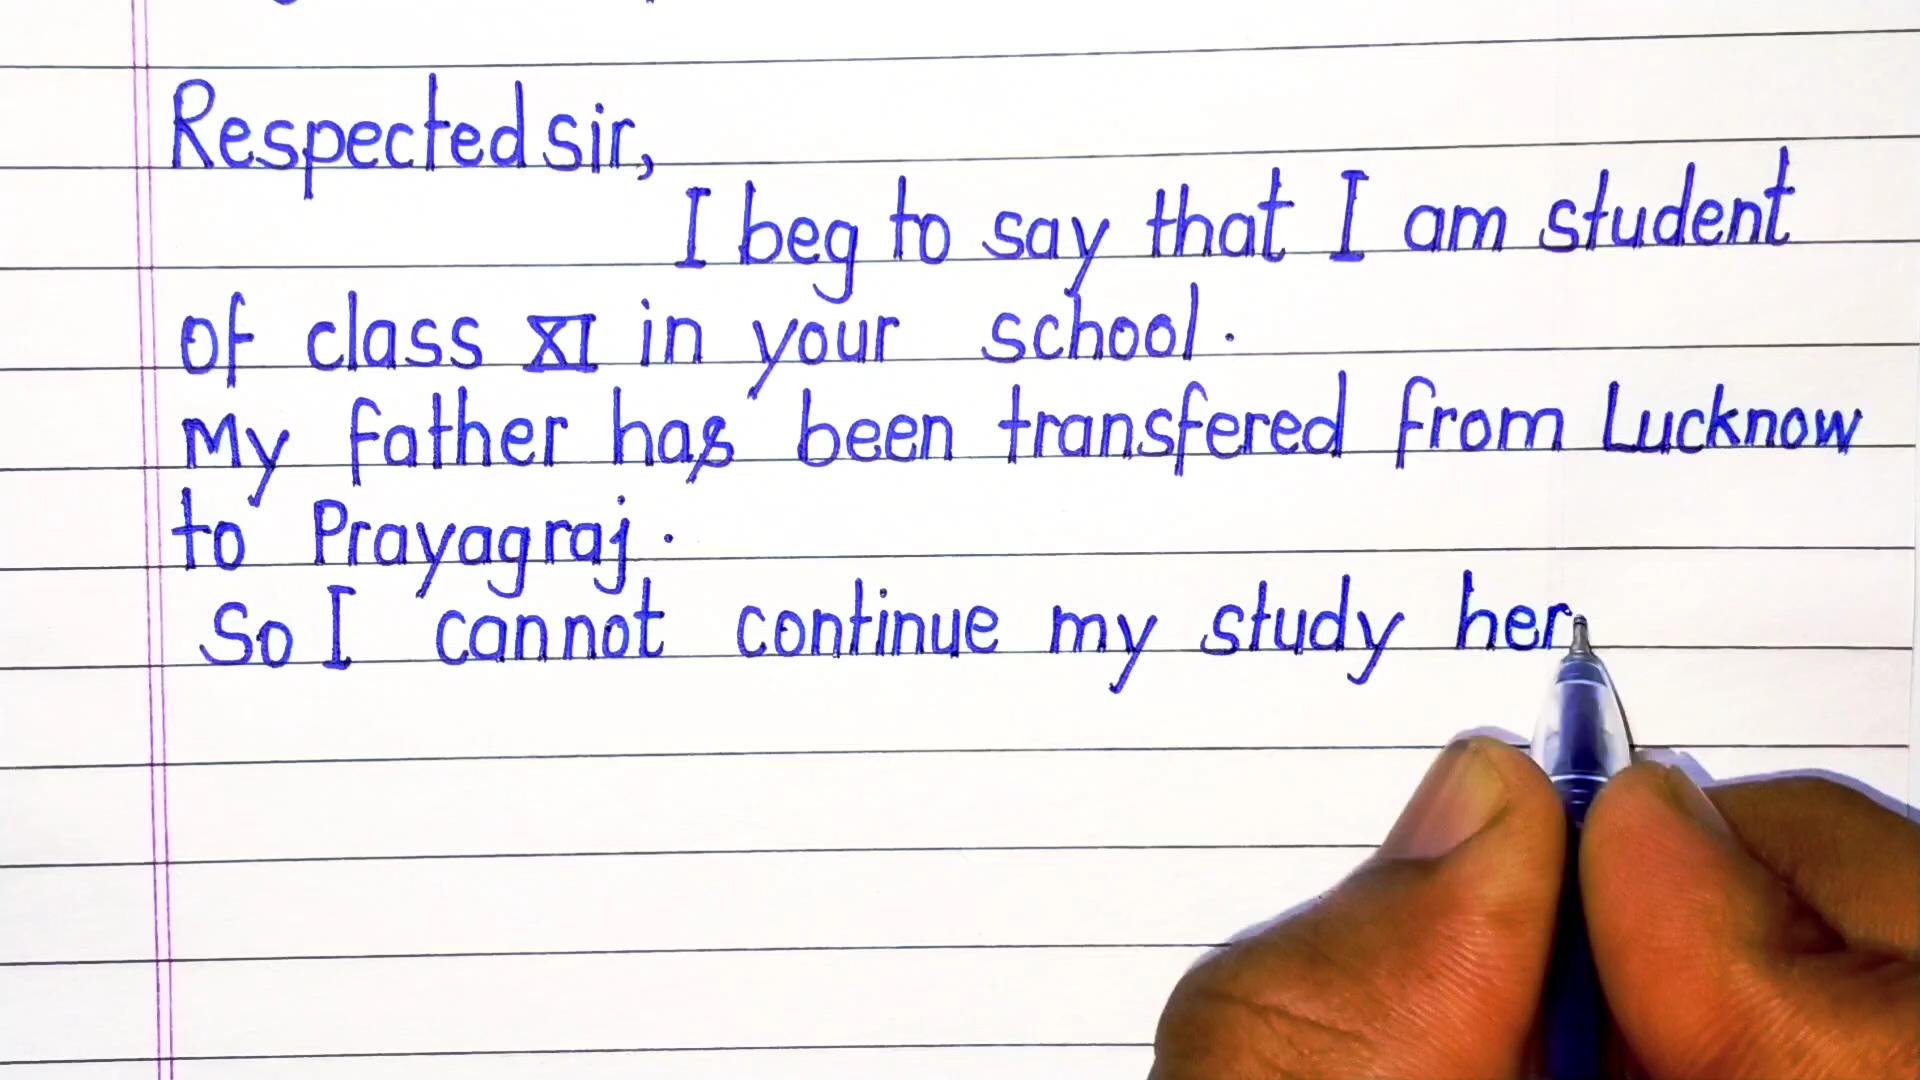 Respected sir,
I beg to say that I am student
of class XI in your school.
My father has been transfered from Lucknow
to Prayagraj.
So I cannot continue my study her